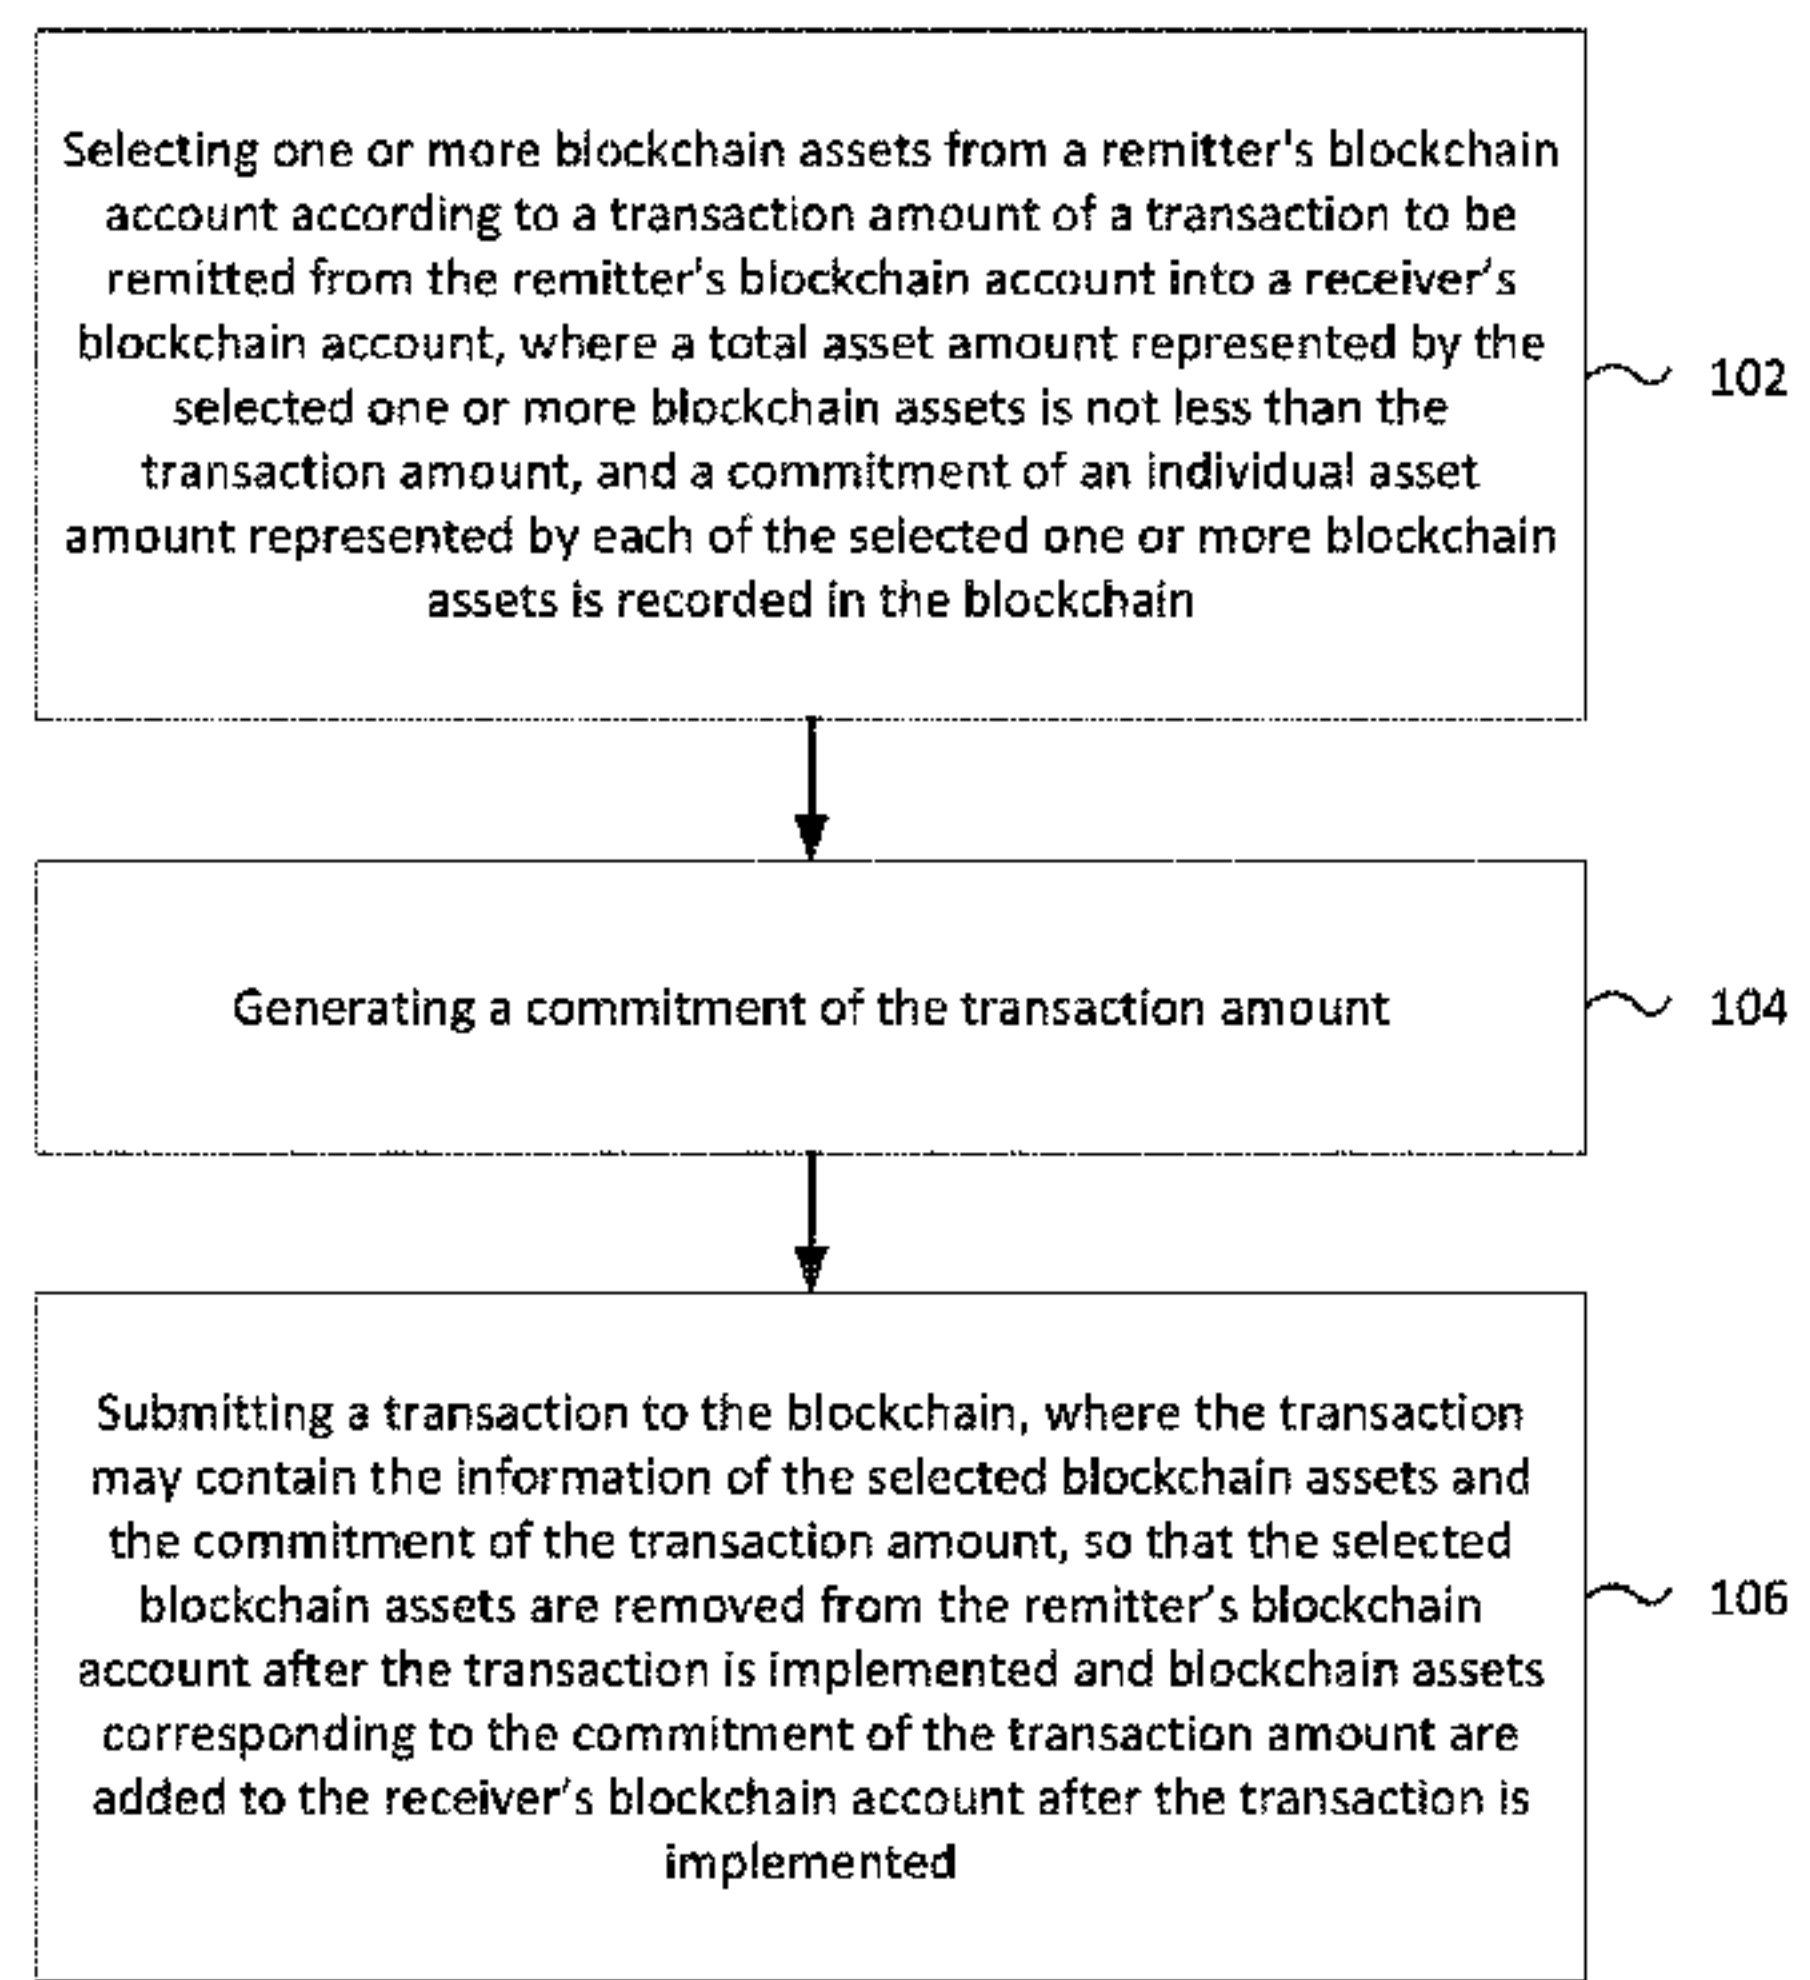 Selecting one or more blockchain assets from a remitter's blockchain
account according to a transaction amount of a transaction to be
remitted from the remitter's blockchain account into a receiver's
blockchain account, where a total asset amount represented by the
selected one or more blockchain assets is not less than the
transaction amount, and a commitment of an individual asset
amount represented by each of the selected one or more blockchain
assets is recorded in the blockchain
102
Generating a commitment of the transaction amount
104
Submitting a transaction to the blockchain, where the transaction
may contain the information of the selected blockchain assets and
the commitment of the transaction amount, so that the selected
blockchain assets are removed from the remitter's blockchain
account after the transaction is implemented and blockchain assets
corresponding to the commitment of the transaction amount are
added to the receiver's blockchain account after the transaction is
implemented
106